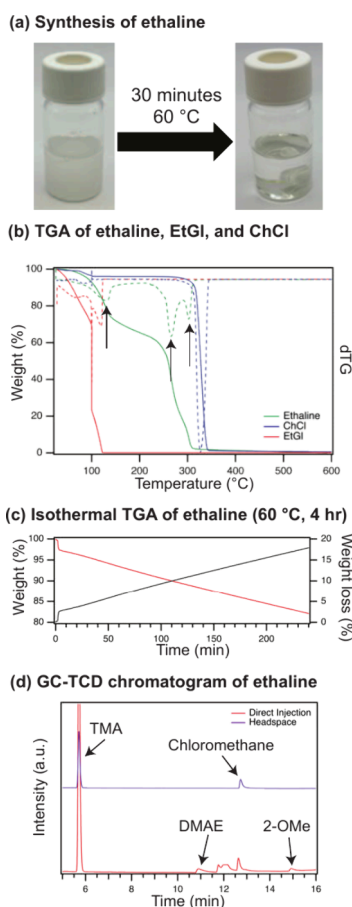 (a) Synthesis of ethaline
30 minutes
60 °C
(b) TGA of ethaline, EtGl, and ChCl
Weight (%)
100
80
60
40
20
0
dTG
Ethaline
ChCl
EtGl
100
200
300
400
500
600
Temperature (°C)
(c) Isothermal TGA of ethaline (60 °C, 4 hr)
Weight (%)
100
95
90
85
80
20
15
10
5
0
Weight loss (%)
0
50
100
150
200
Time (min)
(d) GC-TCD chromatogram of ethaline
Intensity (a.u.)
Direct Injection
Headspace
TMA
Chloromethane
DMAE
2-OMe
6
8
10
12
14
16
Time (min)